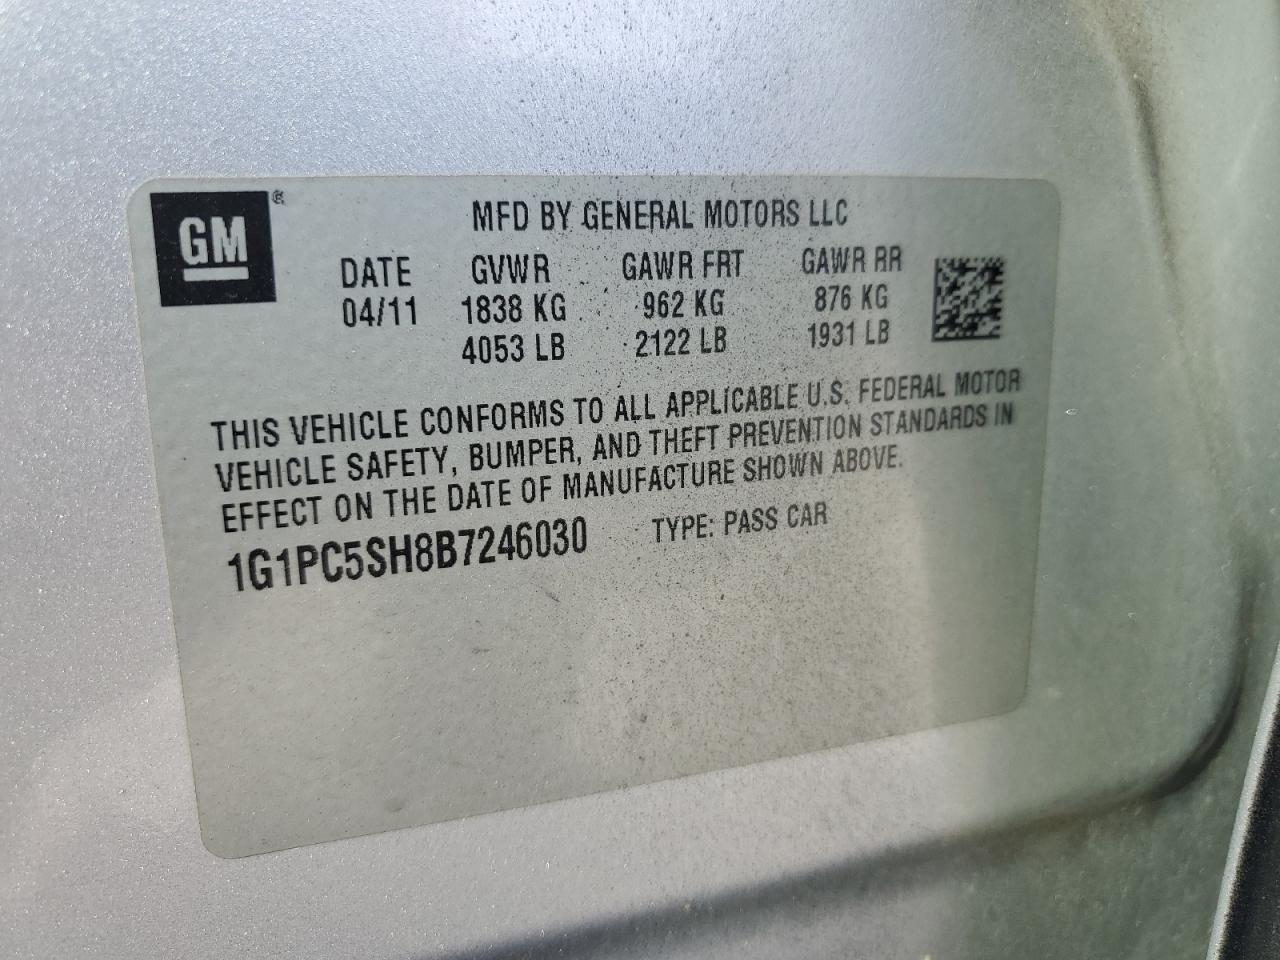 GM ®
MFD BY GENERAL MOTORS LLC
DATE GVWR GAWR FRT GAWR RR
04/11 1838 KG 962 KG 876 KG
4053 LB 2122 LB 1931 LB
THIS VEHICLE CONFORMS TO ALL APPLICABLE U.S. FEDERAL MOTOR
VEHICLE SAFETY, BUMPER, AND THEFT PREVENTION STANDARDS IN
EFFECT ON THE DATE OF MANUFACTURE SHOWN ABOVE.
1G1PC5SH8B7246030 TYPE: PASS CAR